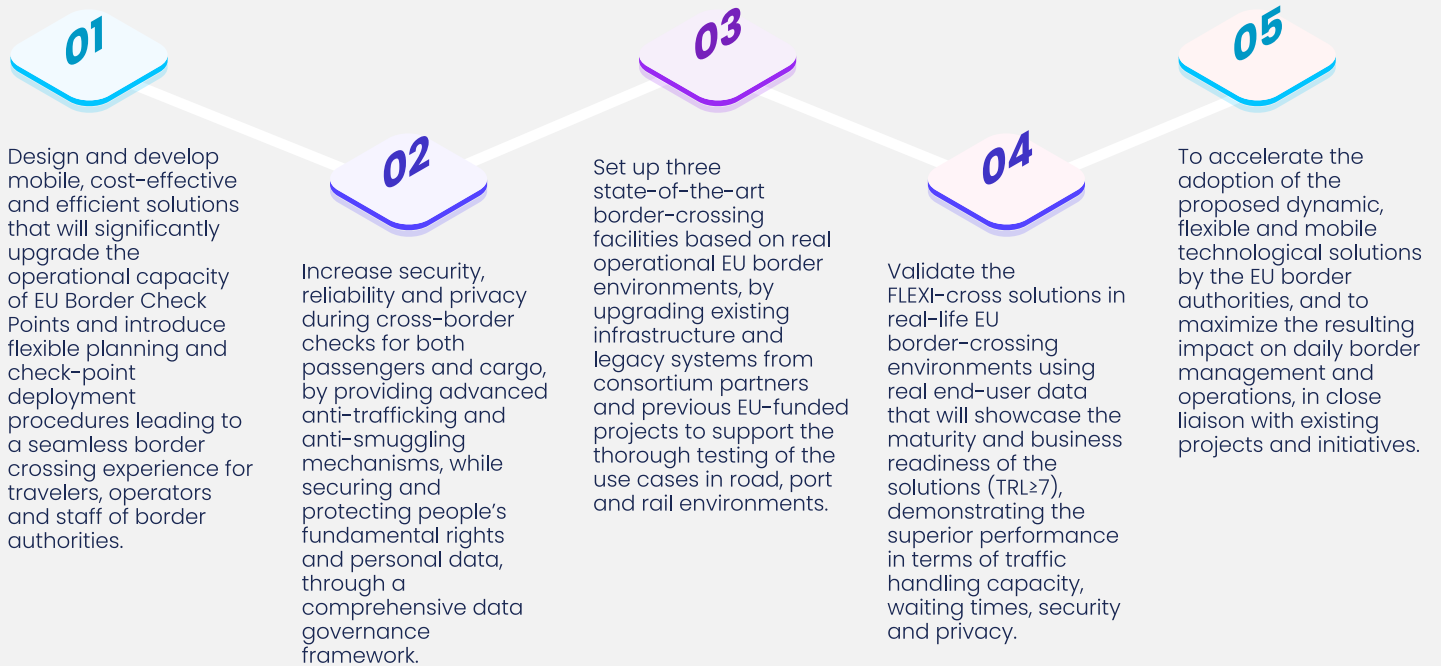 01
Design and develop
mobile, cost-effective
and efficient solutions
that will significantly
upgrade the
operational capacity
of EU Border Check
Points and introduce
flexible planning and
check-point
deployment
procedures leading to
a seamless border
crossing experience for
travelers, operators
and staff of border
authorities.
02
Increase security,
reliability and privacy
during cross-border
checks for both
passengers and cargo,
by providing advanced
anti-trafficking and
anti-smuggling
mechanisms, while
securing and
protecting people’s
fundamental rights
and personal data,
through a
comprehensive data
governance
framework.
03
Set up three
state-of-the-art
border-crossing
facilities based on real
operational EU border
environments, by
upgrading existing
infrastructure and
legacy systems from
consortium partners
and previous EU-funded
projects to support the
thorough testing of the
use cases in road, port
and rail environments.
04
Validate the
FLEXI-cross solutions in
real-life EU
border-crossing
environments using
real end-user data
that will showcase the
maturity and business
readiness of the
solutions (TRL≥7),
demonstrating the
superior performance
in terms of traffic
handling capacity,
waiting times, security
and privacy.
05
To accelerate the
adoption of the
proposed dynamic,
flexible and mobile
technological solutions
by the EU border
authorities, and to
maximize the resulting
impact on daily border
management and
operations, in close
liaison with existing
projects and initiatives.